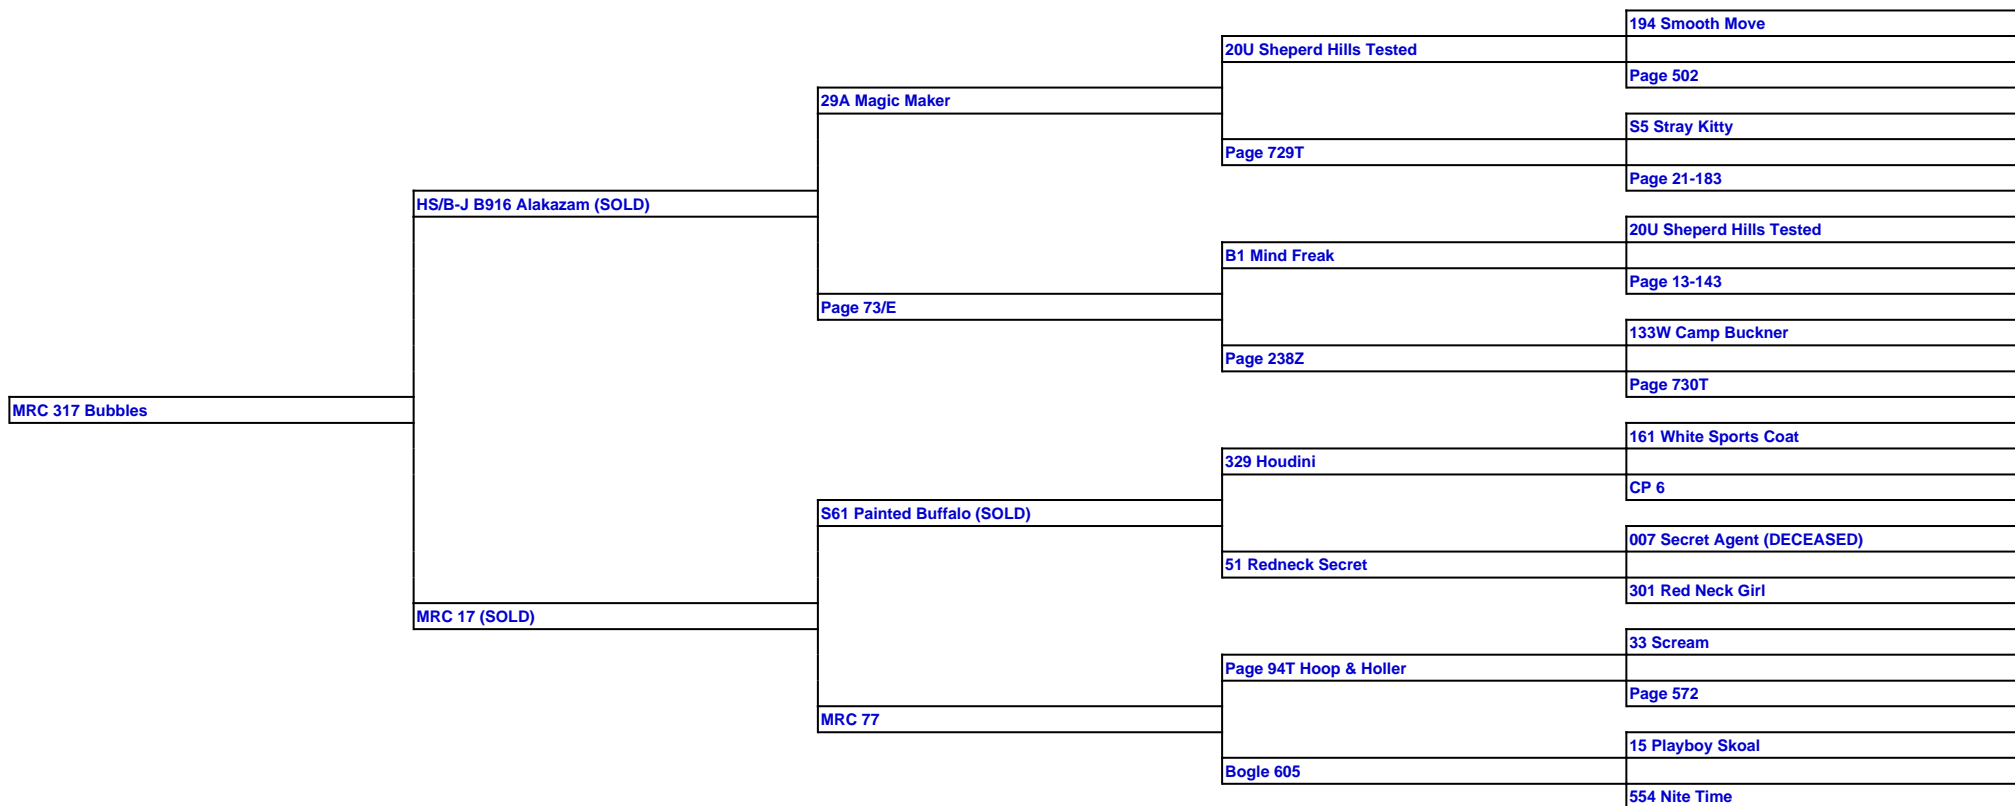 194 Smooth Move
20U Sheperd Hills Tested
Page 502
29A Magic Maker
S5 Stray Kitty
Page 729T
Page 21-183
HS/B-J B916 Alakazam (SOLD)
20U Sheperd Hills Tested
B1 Mind Freak
Page 13-143
Page 73/E
133W Camp Buckner
Page 238Z
Page 730T
MRC 317 Bubbles
161 White Sports Coat
329 Houdini
CP 6
S61 Painted Buffalo (SOLD)
007 Secret Agent (DECEASED)
51 Redneck Secret
301 Red Neck Girl
MRC 17 (SOLD)
33 Scream
Page 94T Hoop & Holler
Page 572
MRC 77
15 Playboy Skoal
Bogle 605
554 Nite Time